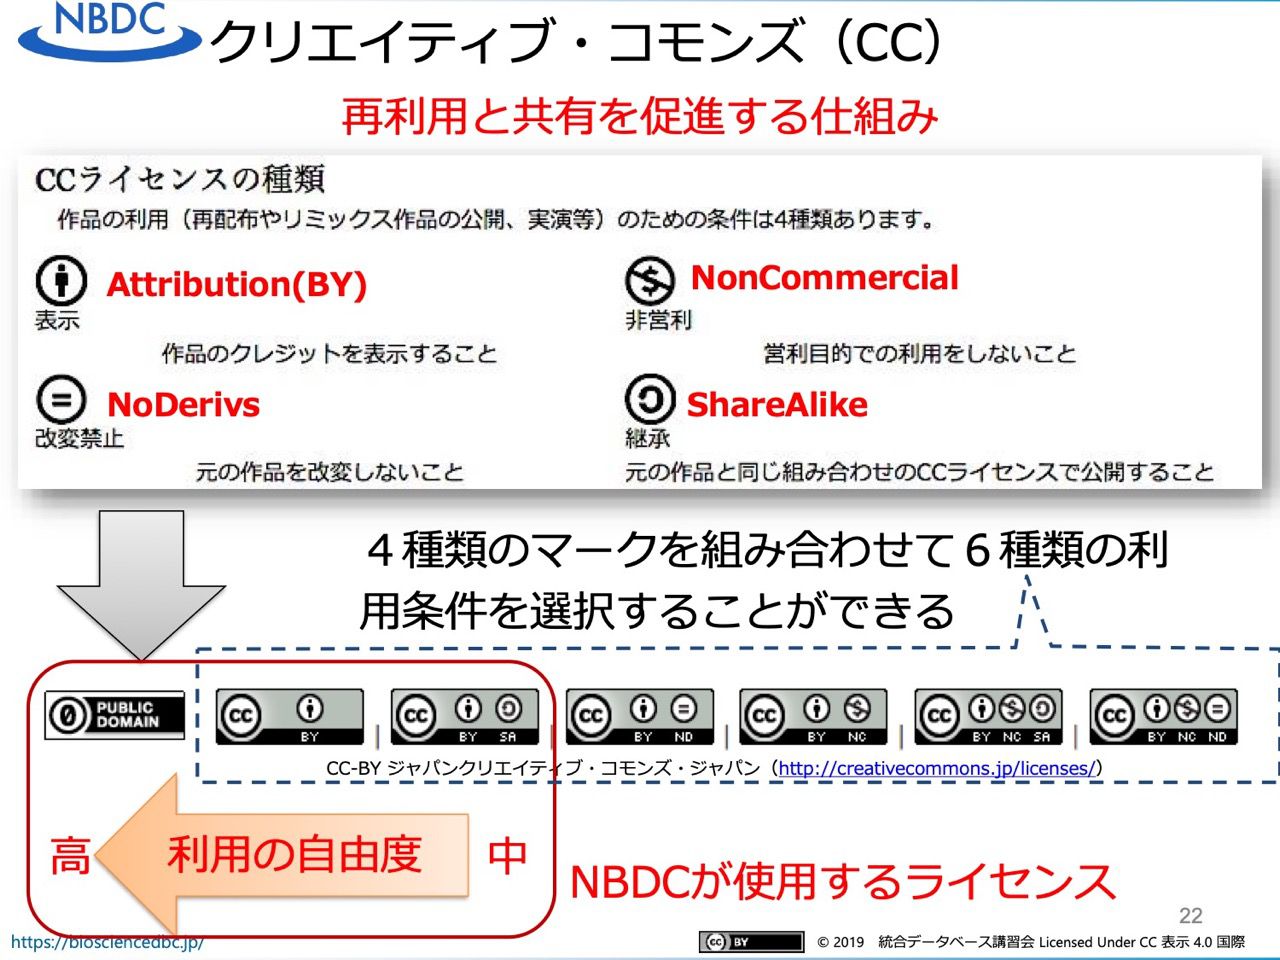 NBDC
クリエイティブ・コモンズ（CC）
再利用と共有を促進する仕組み
CCライセンスの種類
作品の利用（再配布やリミックス作品の公開、実演等）のための条件は4種類あります。
Attribution(BY)
表示
作品のクレジットを表示すること
NonCommercial
非営利
営利目的での利用をしないこと
NoDerivs
改変禁止
元の作品を改変しないこと
ShareAlike
継承
元の作品と同じ組み合わせのCCライセンスで公開すること
４種類のマークを組み合わせて６種類の利
用条件を選択することができる
PUBLIC
DOMAIN
cc BY
cc BY SA
cc BY ND
cc BY NC
cc BY NC SA
cc BY NC ND
CC-BY ジャパンクリエイティブ・コモンズ・ジャパン（http://creativecommons.jp/licenses/）
高 利用の自由度 中
NBDCが使用するライセンス
22
https://biosciencedbc.jp/
cc BY © 2019 統合データベース講習会 Licensed Under CC 表示 4.0 国際